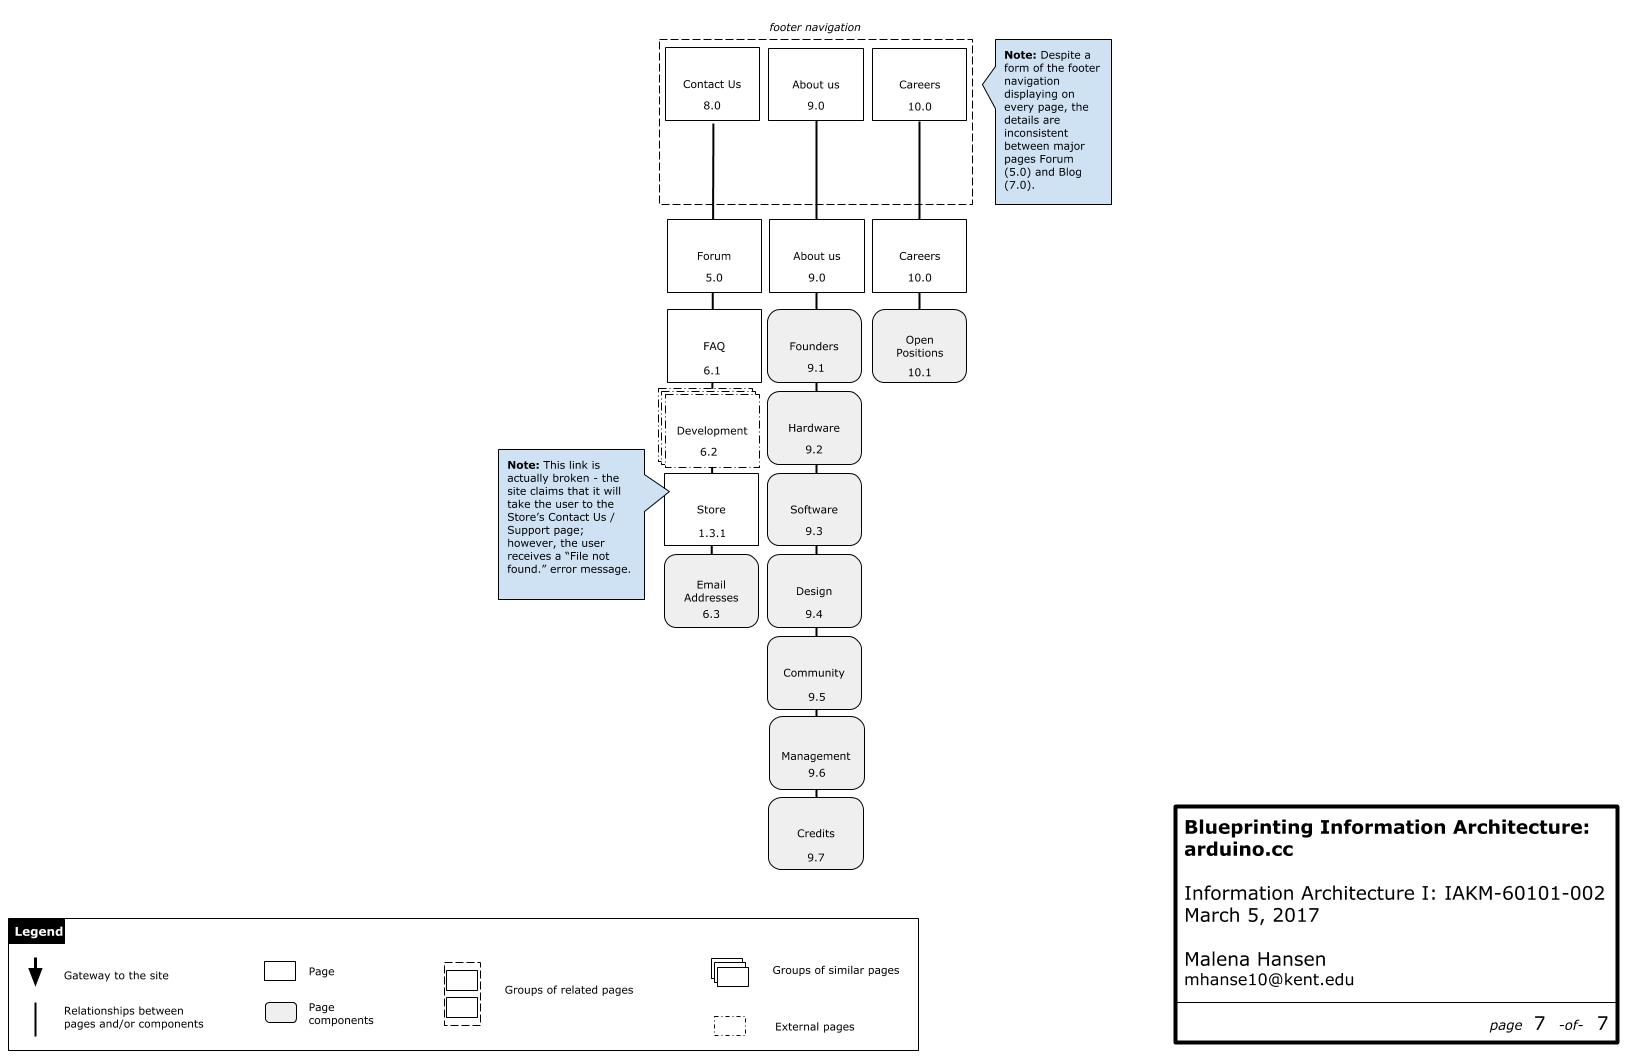 footer navigation
Contact Us
8.0
About us
9.0
Careers
10.0
Note: Despite a
form of the footer
navigation
displaying on
every page, the
details are
inconsistent
between major
pages Forum
(5.0) and Blog
(7.0).
Forum
5.0
About us
9.0
Careers
10.0
FAQ
6.1
Founders
9.1
Open
Positions
10.1
Development
6.2
Hardware
9.2
Note: This link is
actually broken - the
site claims that it will
take the user to the
Store’s Contact Us /
Support page;
however, the user
receives a “File not
found.” error message.
Store
1.3.1
Software
9.3
Email
Addresses
6.3
Design
9.4
Community
9.5
Management
9.6
Credits
9.7
Legend
Gateway to the site
Relationships between
pages and/or components
Page
Page
components
Groups of related pages
Groups of similar pages
External pages
Blueprinting Information Architecture:
arduino.cc
Information Architecture I: IAKM-60101-002
March 5, 2017
Malena Hansen
mhanse10@kent.edu
page 7 -of- 7